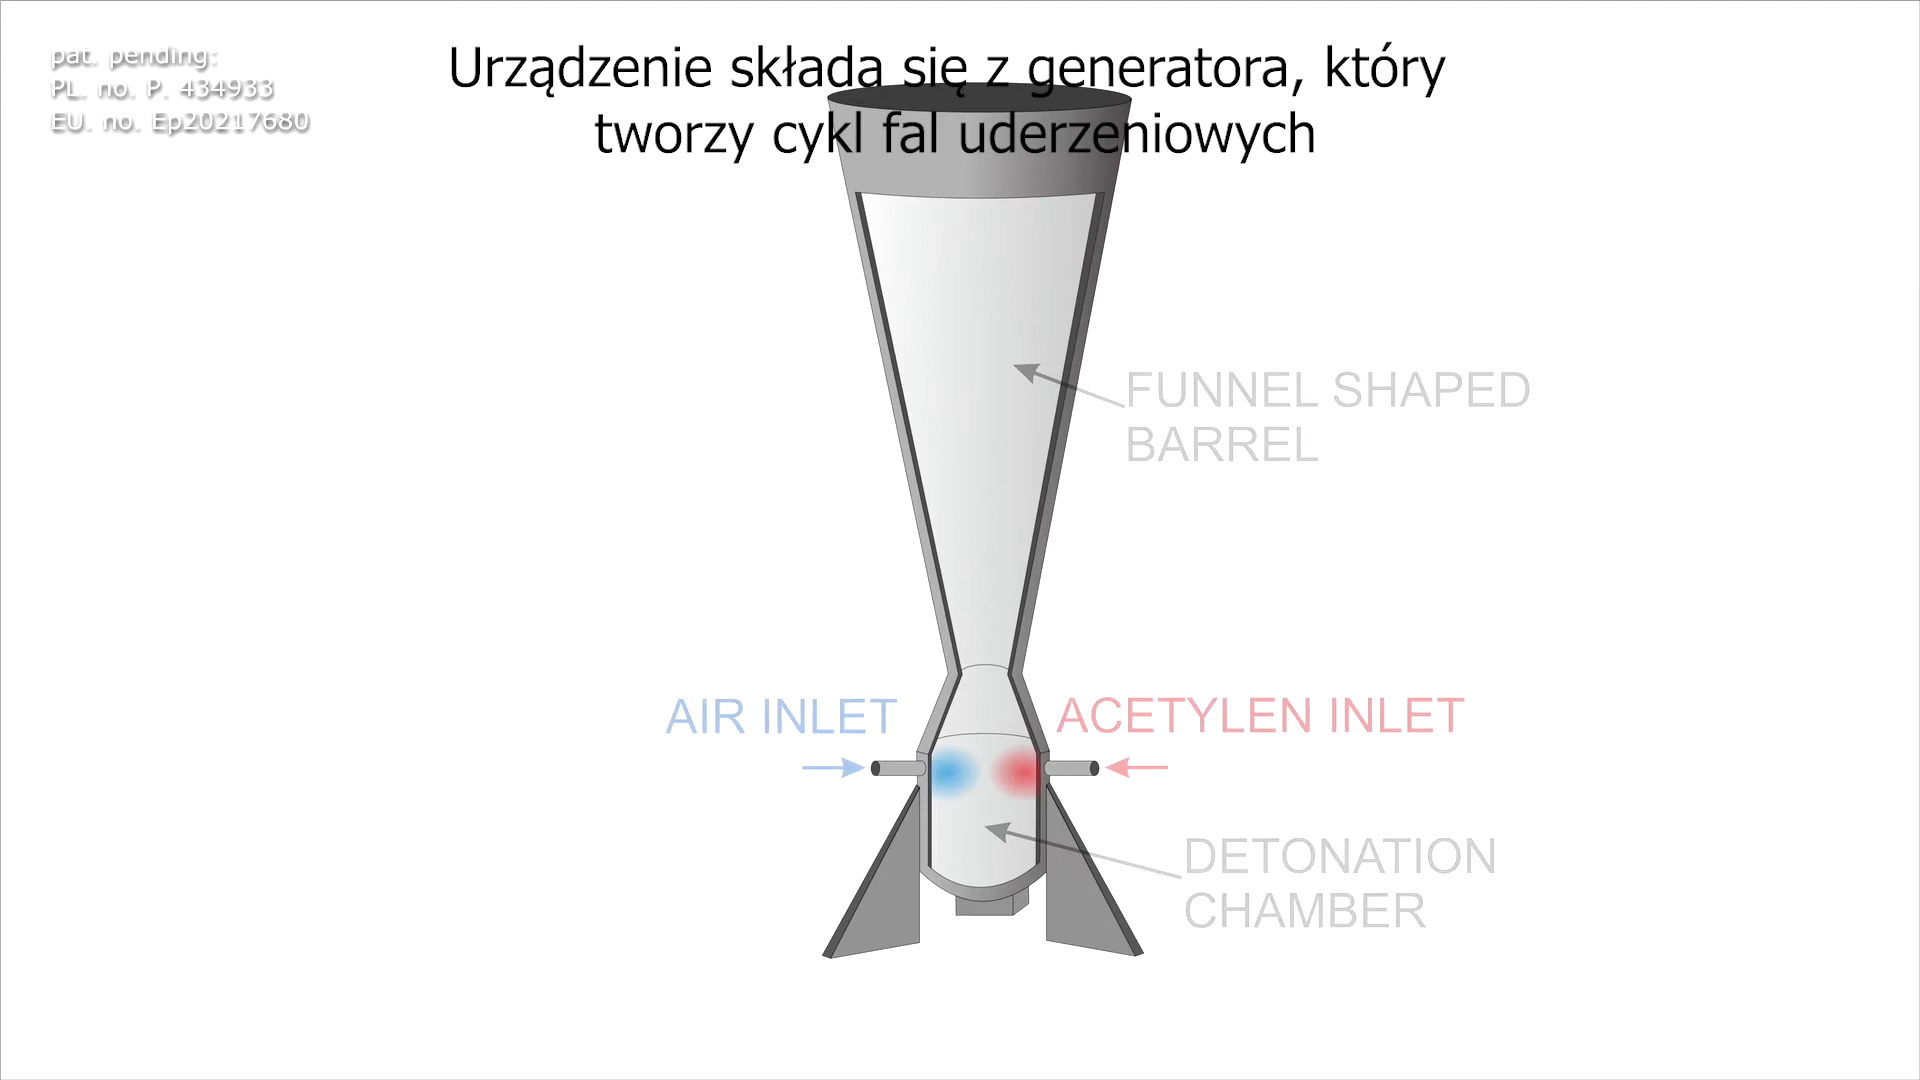 pat. pending:
PL. no. P. 434933
EU. no. Ep20217680
Urządzenie składa się z generatora, który
tworzy cykl fal uderzeniowych
FUNNEL SHAPED
BARREL
AIR INLET
ACETYLEN INLET
DETONATION
CHAMBER